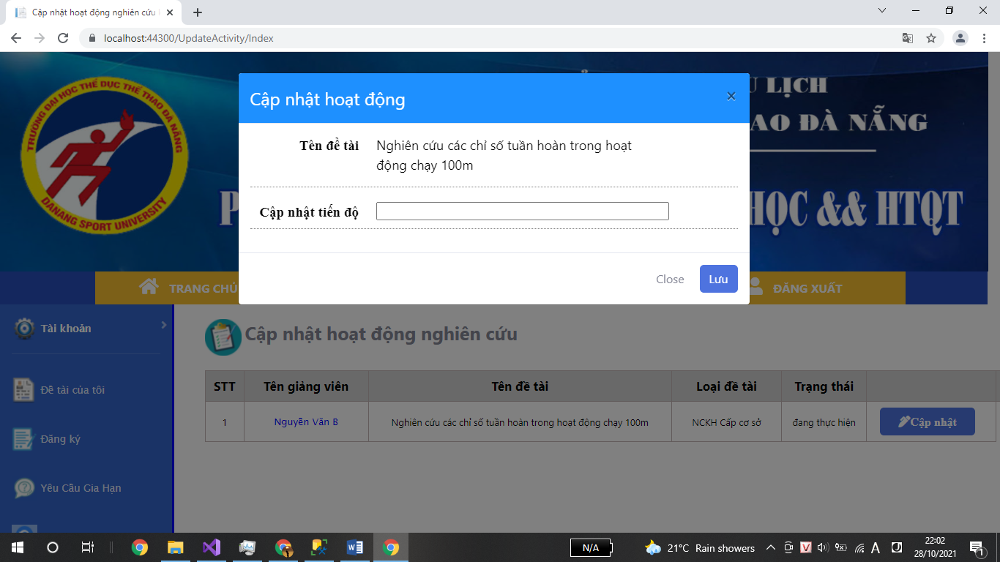 Cập nhật hoạt động nghiên cứu
localhost:44300/UpdateActivity/Index
TRƯỜNG ĐẠI HỌC THỂ DỤC THỂ THAO ĐÀ NẴNG
DANANG SPORT UNIVERSITY
LỊCH
AO ĐÀ NẴNG
P
HỌC && HTQT
Cập nhật hoạt động
×
Tên đề tài
Nghiên cứu các chỉ số tuần hoàn trong hoạt
động chạy 100m
Cập nhật tiến độ
Close
Lưu
TRANG CHỦ
ĐĂNG XUẤT
Tài khoản
Đề tài của tôi
Đăng ký
Yêu Cầu Gia Hạn
Cập nhật hoạt động nghiên cứu
STT Tên giảng viên Tên đề tài Loại đề tài Trạng thái
1 Nguyễn Văn B Nghiên cứu các chỉ số tuần hoàn trong hoạt động chạy 100m NCKH Cấp cơ sở đang thực hiện Cập nhật
N/A
21°C Rain showers
V
A
22:02
28/10/2021
1